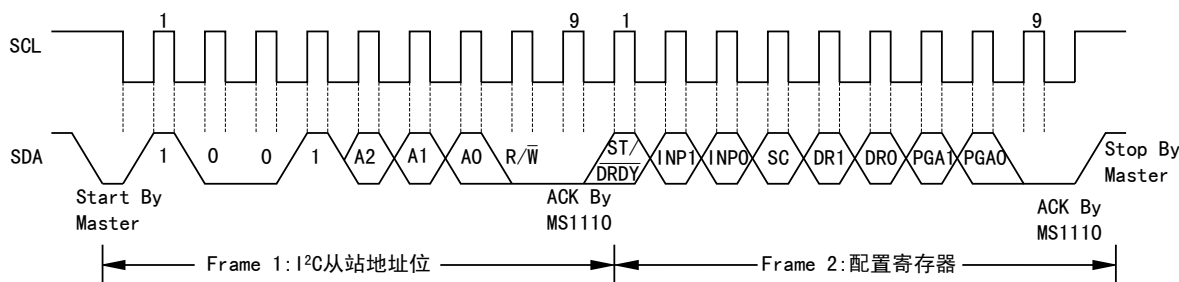 1 9 1 9
SCL
SDA 1 0 0 1 A2 A1 A0 R/W̅ ST/D̅R̅D̅Y̅ INP1 INP0 SC DR1 DR0 PGA1 PGA0
Start By
Master
ACK By
MS1110
Stop By
Master
ACK By
MS1110
Frame 1:I²C从站地址位
Frame 2:配置寄存器